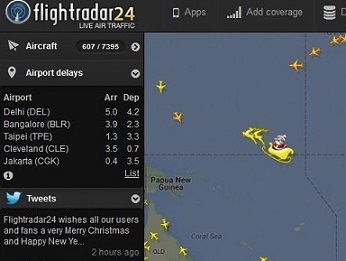 flightradar24
LIVE AIR TRAFFIC
Apps
Add coverage
D
Aircraft
607 / 7395
Airport delays
Airport Arr Dep
Delhi (DEL) 5.0 4.2
Bangalore (BLR) 3.9 2.3
Taipei (TPE) 1.3 3.3
Cleveland (CLE) 3.5 0.7
Jakarta (CGK) 0.4 3.5
List
Tweets
Flightradar24 wishes all our users
and fans a very Merry Christmas
and Happy New Ye...
2 hours ago
Papua New
Guinea
Coral Sea
QLD